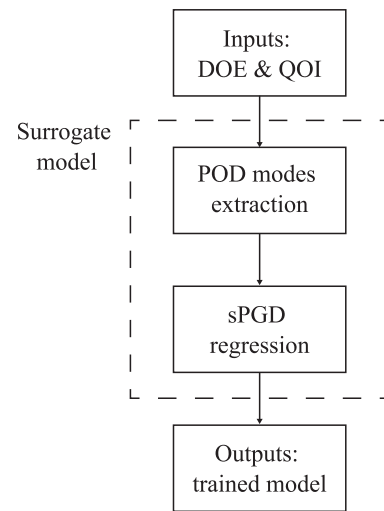 Inputs:
DOE & QOI
Surrogate
model
POD modes
extraction
sPGD
regression
Outputs:
trained model